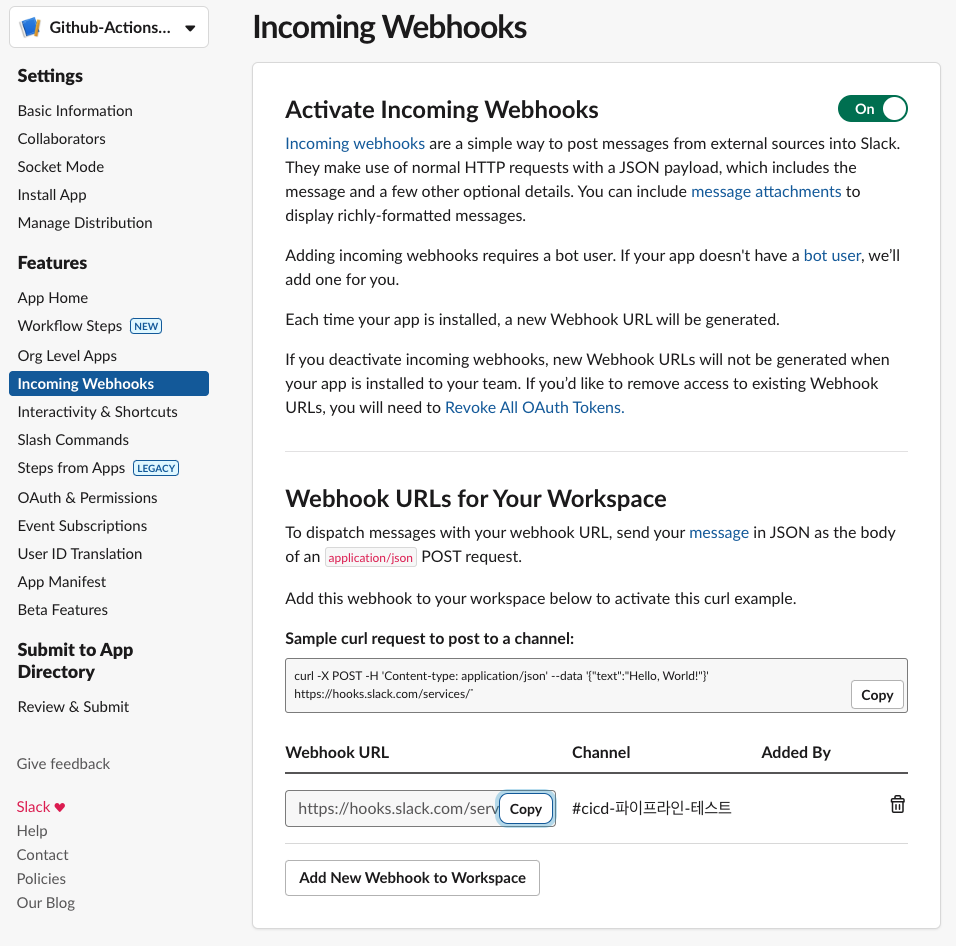 Github-Actions...
Settings
Basic Information
Collaborators
Socket Mode
Install App
Manage Distribution
Features
App Home
Workflow Steps NEW
Org Level Apps
Incoming Webhooks
Interactivity & Shortcuts
Slash Commands
Steps from Apps LEGACY
OAuth & Permissions
Event Subscriptions
User ID Translation
App Manifest
Beta Features
Submit to App
Directory
Review & Submit
Give feedback
Slack ♥
Help
Contact
Policies
Our Blog
Incoming Webhooks
Activate Incoming Webhooks
On
Incoming webhooks are a simple way to post messages from external sources into Slack.
They make use of normal HTTP requests with a JSON payload, which includes the
message and a few other optional details. You can include message attachments to
display richly-formatted messages.
Adding incoming webhooks requires a bot user. If your app doesn't have a bot user, we’ll
add one for you.
Each time your app is installed, a new Webhook URL will be generated.
If you deactivate incoming webhooks, new Webhook URLs will not be generated when
your app is installed to your team. If you’d like to remove access to existing Webhook
URLs, you will need to Revoke All OAuth Tokens.
Webhook URLs for Your Workspace
To dispatch messages with your webhook URL, send your message in JSON as the body
of an application/json POST request.
Add this webhook to your workspace below to activate this curl example.
Sample curl request to post to a channel:
curl -X POST -H 'Content-type: application/json' --data '{"text":"Hello, World!"}'
https://hooks.slack.com/services/
Copy
Webhook URL Channel Added By
https://hooks.slack.com/serv Copy #cicd-파이프라인-테스트
Add New Webhook to Workspace